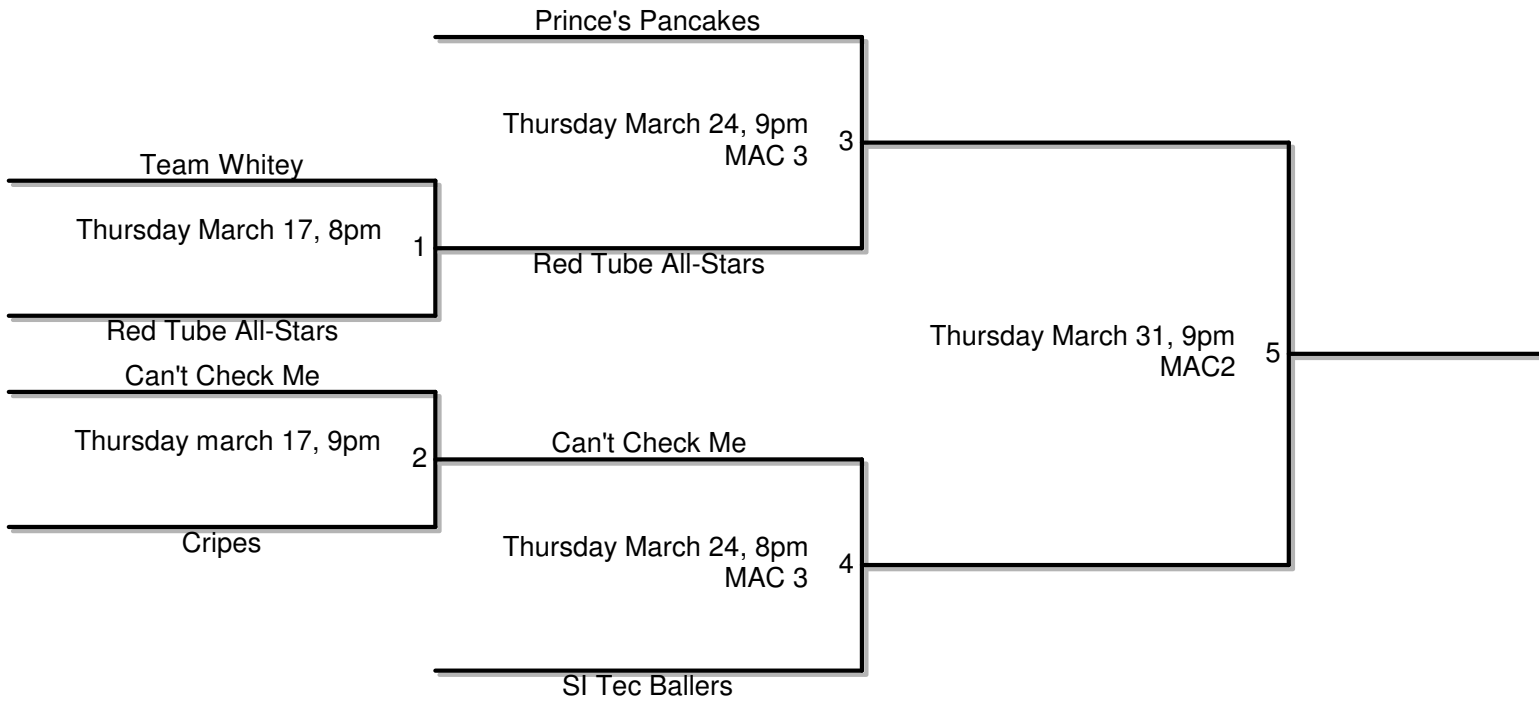 Prince's Pancakes
Thursday March 24, 9pm
MAC 3
3
Team Whitey
Thursday March 17, 8pm
1
Red Tube All-Stars
Red Tube All-Stars
Thursday March 31, 9pm
MAC2
5
Can't Check Me
Thursday march 17, 9pm
2
Can't Check Me
Cripes
Thursday March 24, 8pm
MAC 3
4
SI Tec Ballers